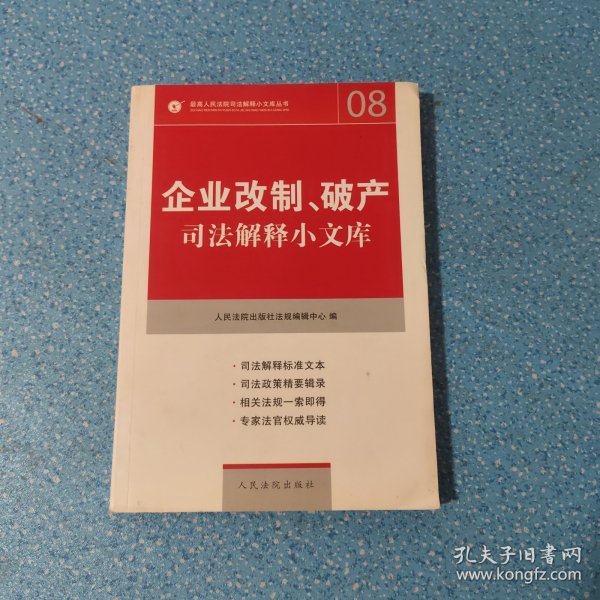 最高人民法院司法解释小文库丛书
08
企业改制、破产
司法解释小文库
人民法院出版社法规编辑中心 编
·司法解释标准文本
·司法政策精要辑录
·相关法规一索即得
·专家法官权威导读
人民法院出版社
孔夫子旧书网
www.kongfz.com